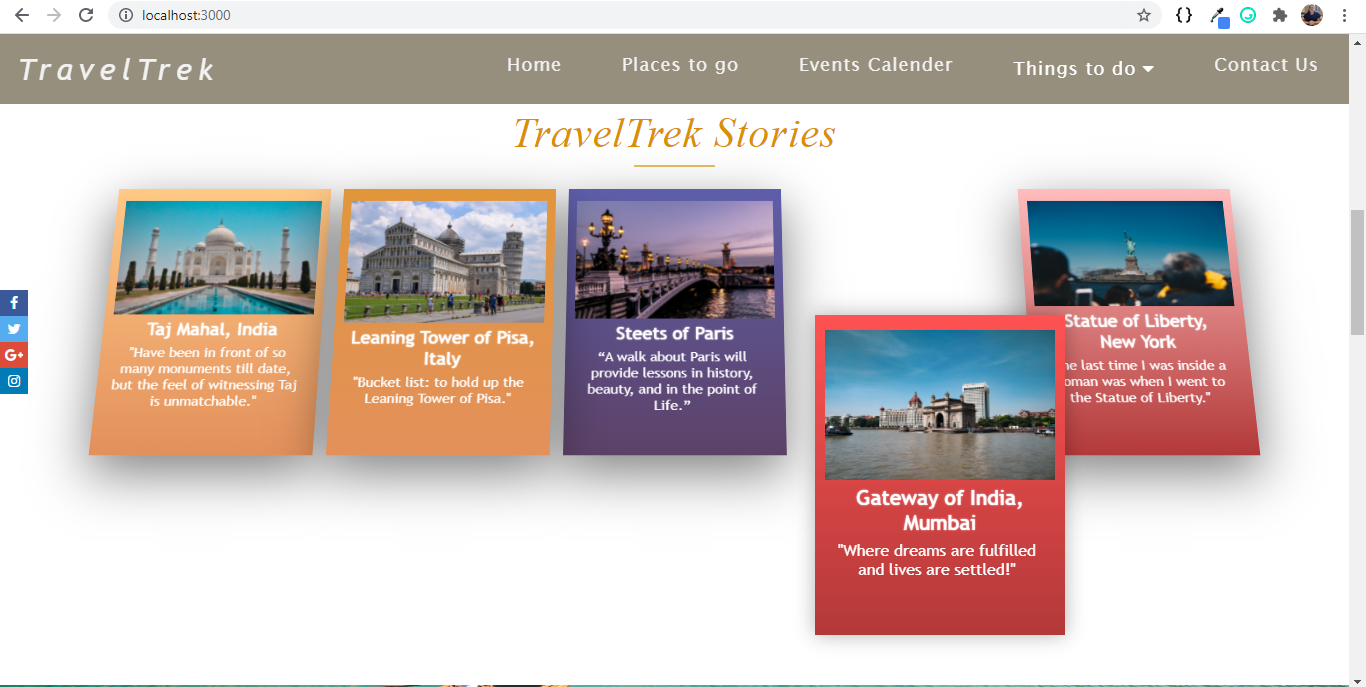 localhost:3000
TravelTrek
Home
Places to go
Events Calender
Things to do
Contact Us
TravelTrek Stories
Taj Mahal, India
"Have been in front of so
many monuments till date,
but the feel of witnessing Taj
is unmatchable."
Leaning Tower of Pisa,
Italy
"Bucket list: to hold up the
Leaning Tower of Pisa."
Steets of Paris
“A walk about Paris will
provide lessons in history,
beauty, and in the point of
Life.”
Gateway of India,
Mumbai
"Where dreams are fulfilled
and lives are settled!"
Statue of Liberty,
New York
last time I was inside a
was when I went to
the Statue of Liberty."
G+